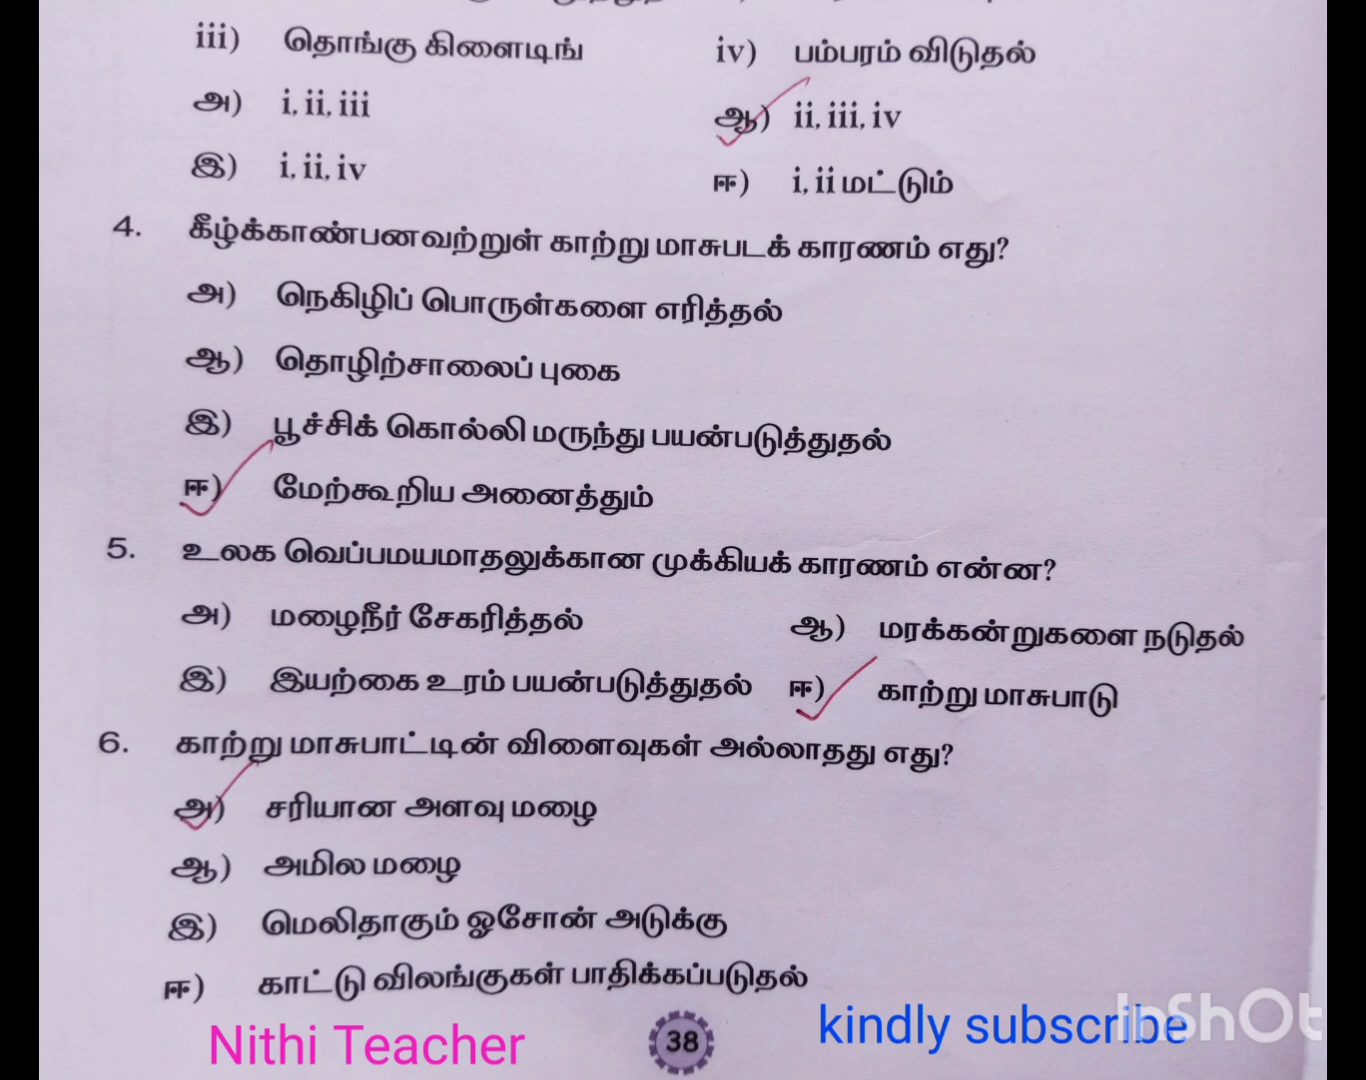 iii) தொங்கு கிளைடிங் iv) பம்பரம் விடுதல்
அ) i, ii, iii ஆ) ii, iii, iv
இ) i, ii, iv ஈ) i, ii மட்டும்
4. கீழ்க்காண்பனவற்றுள் காற்று மாசுபடக் காரணம் எது?
அ) நெகிழிப் பொருள்களை எரித்தல்
ஆ) தொழிற்சாலைப் புகை
இ) பூச்சிக் கொல்லி மருந்து பயன்படுத்துதல்
ஈ) மேற்கூறிய அனைத்தும்
5. உலக வெப்பமயமாதலுக்கான முக்கியக் காரணம் என்ன?
அ) மழைநீர் சேகரித்தல் ஆ) மரக்கன்றுகளை நடுதல்
இ) இயற்கை உரம் பயன்படுத்துதல் ஈ) காற்று மாசுபாடு
6. காற்று மாசுபாட்டின் விளைவுகள் அல்லாதது எது?
அ) சரியான அளவு மழை
ஆ) அமில மழை
இ) மெலிதாகும் ஓசோன் அடுக்கு
ஈ) காட்டு விலங்குகள் பாதிக்கப்படுதல்
Nithi Teacher 38 kindly subscribe InShOt